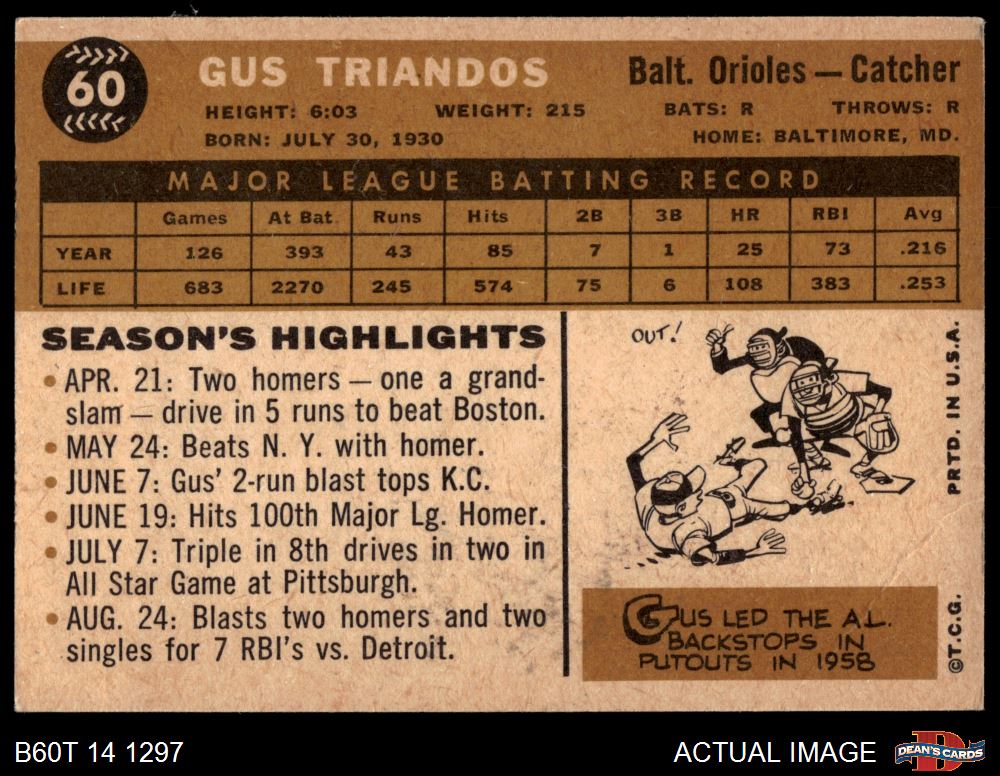 60
GUS TRIANDOS
Balt. Orioles — Catcher
HEIGHT: 6:03 WEIGHT: 215 BATS: R THROWS: R
BORN: JULY 30, 1930 HOME: BALTIMORE, MD.
MAJOR LEAGUE BATTING RECORD
Games At Bat Runs Hits 2B 3B HR RBI Avg
YEAR 126 393 43 85 7 1 25 73 .216
LIFE 683 2270 245 574 75 6 108 383 .253
SEASON'S HIGHLIGHTS
• APR. 21: Two homers — one a grand-
slam — drive in 5 runs to beat Boston.
• MAY 24: Beats N. Y. with homer.
• JUNE 7: Gus' 2-run blast tops K.C.
• JUNE 19: Hits 100th Major Lg. Homer.
• JULY 7: Triple in 8th drives in two in
All Star Game at Pittsburgh.
• AUG. 24: Blasts two homers and two
singles for 7 RBI's vs. Detroit.
OUT!
GUS LED THE A.L.
BACKSTOPS IN
PUTOUTS IN 1958
PRTD. IN U.S.A.
©T.C.G.
B60T 14 1297
ACTUAL IMAGE
DEAN'S CARDS